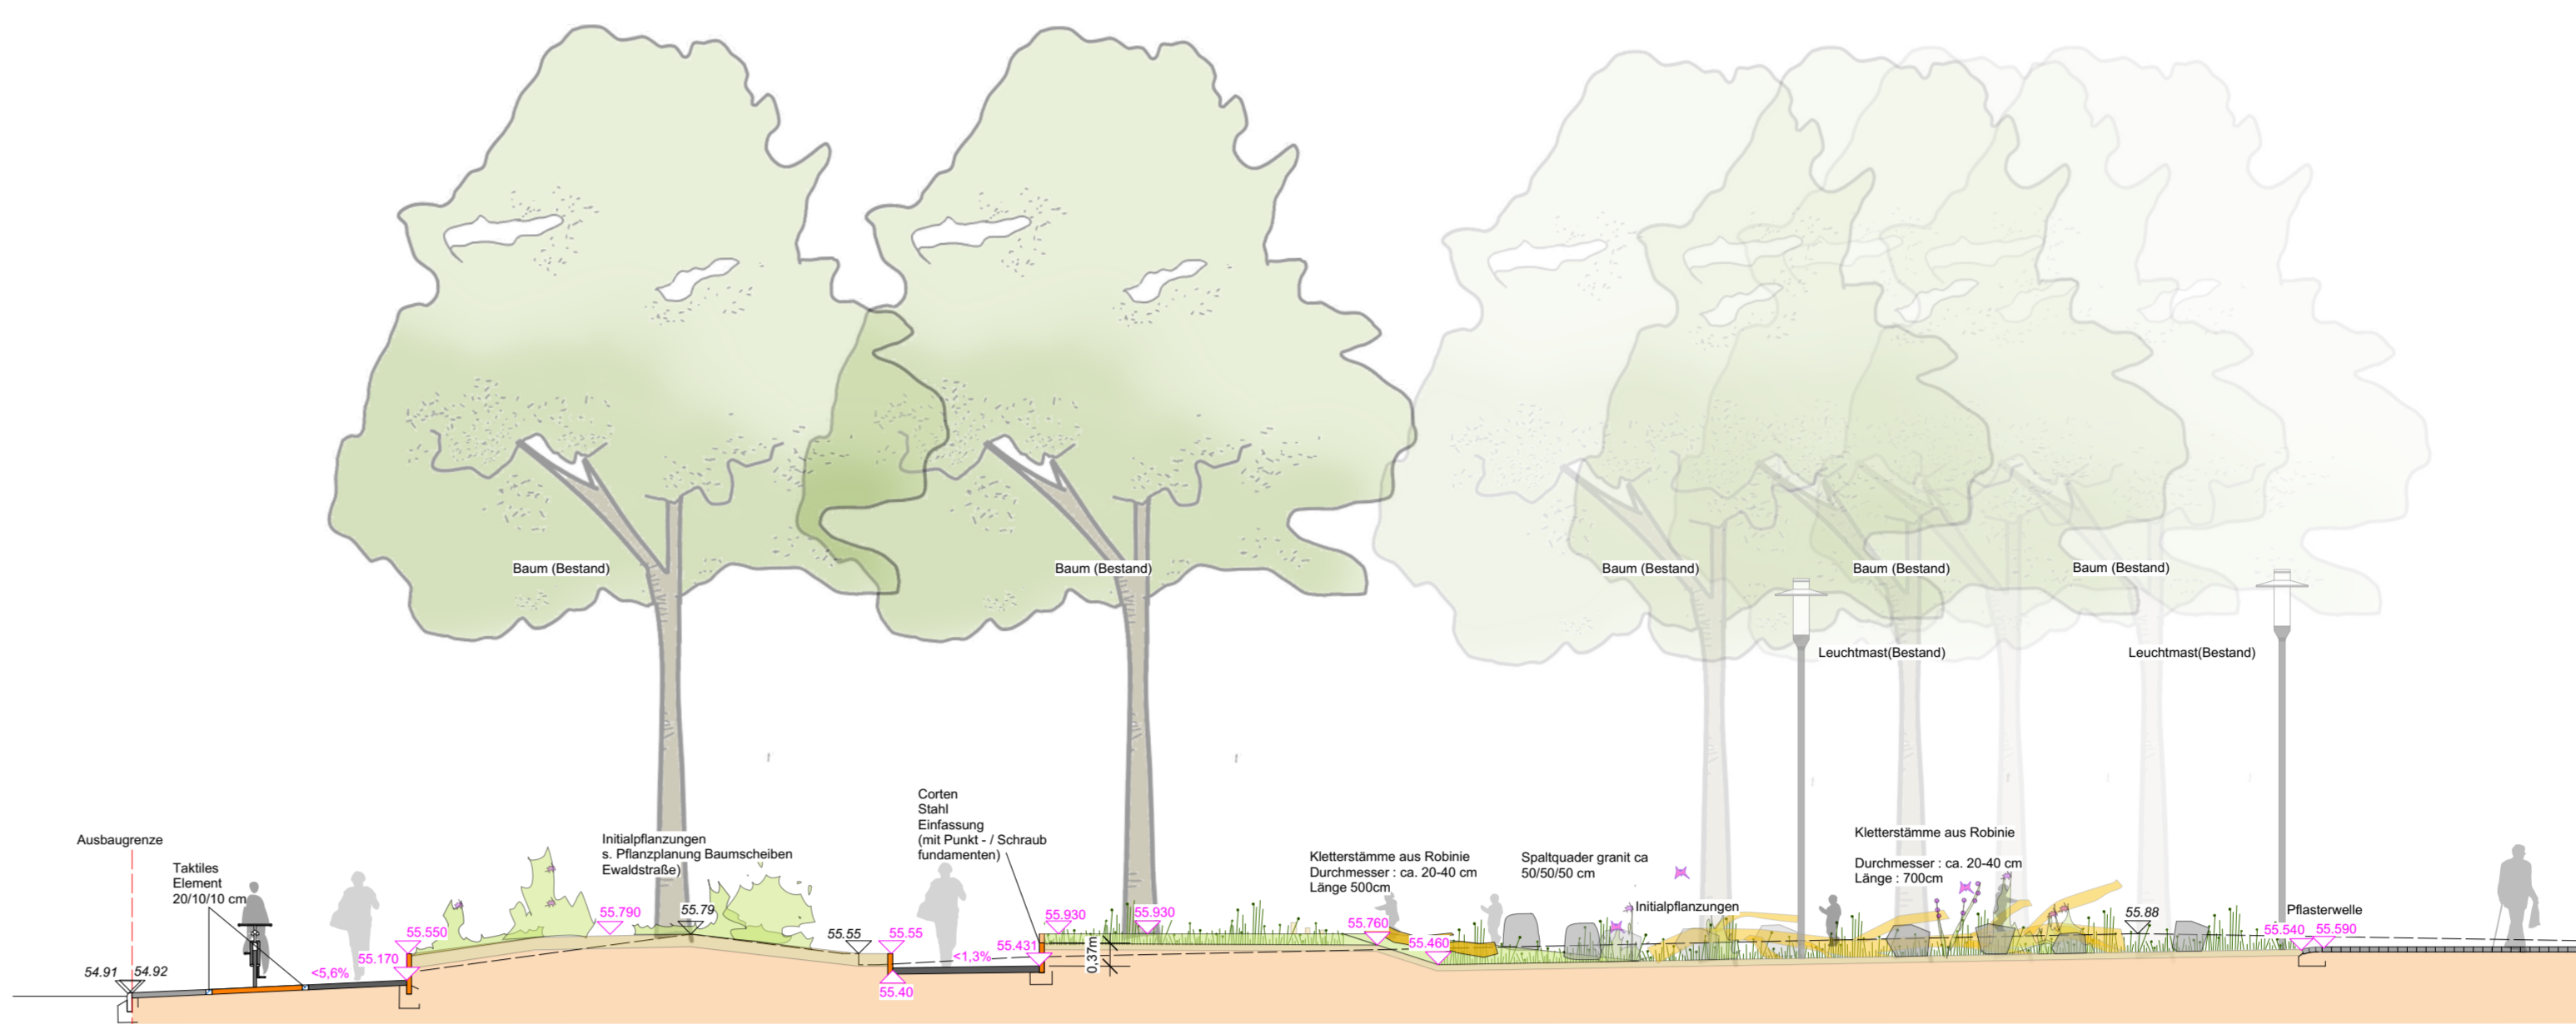 Baum (Bestand)
Baum (Bestand)
Baum (Bestand)
Baum (Bestand)
Baum (Bestand)
Leuchtmast(Bestand)
Leuchtmast(Bestand)
Ausbaugrenze
Taktiles
Element
20/10/10 cm
Initialpflanzungen
s. Pflanzplanung Baumscheiben
Ewaldstraße)
Corten
Stahl
Einfassung
(mit Punkt - / Schraub
fundamenten)
Kletterstämme aus Robinie
Durchmesser : ca. 20-40 cm
Länge 500cm
Spaltquader granit ca
50/50/50 cm
Initialpflanzungen
Kletterstämme aus Robinie
Durchmesser : ca. 20-40 cm
Länge : 700cm
Pflasterwelle
54.91
54.92
<5,6%
55.550
55.170
55.790
55.79
55.55
55.55
55.40
<1,3%
55.431
55.930
55.930
0,37m
55.760
55.460
55.88
55.540
55.590